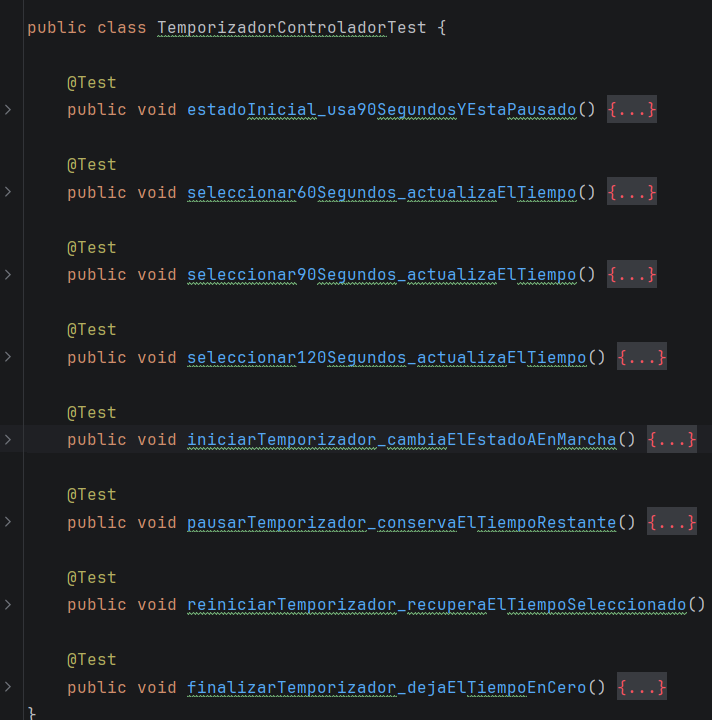 public class TemporizadorControladorTest {
@Test
public void estadoInicial_usa90SegundosYEstaPausado() {...}
@Test
public void seleccionar60Segundos_actualizaElTiempo() {...}
@Test
public void seleccionar90Segundos_actualizaElTiempo() {...}
@Test
public void seleccionar120Segundos_actualizaElTiempo() {...}
@Test
public void iniciarTemporizador_cambiaElEstadoAEnMarcha() {...}
@Test
public void pausarTemporizador_conservaElTiempoRestante() {...}
@Test
public void reiniciarTemporizador_recuperaElTiempoSeleccionado()
@Test
public void finalizarTemporizador_dejaElTiempoEnCero() {...}
}